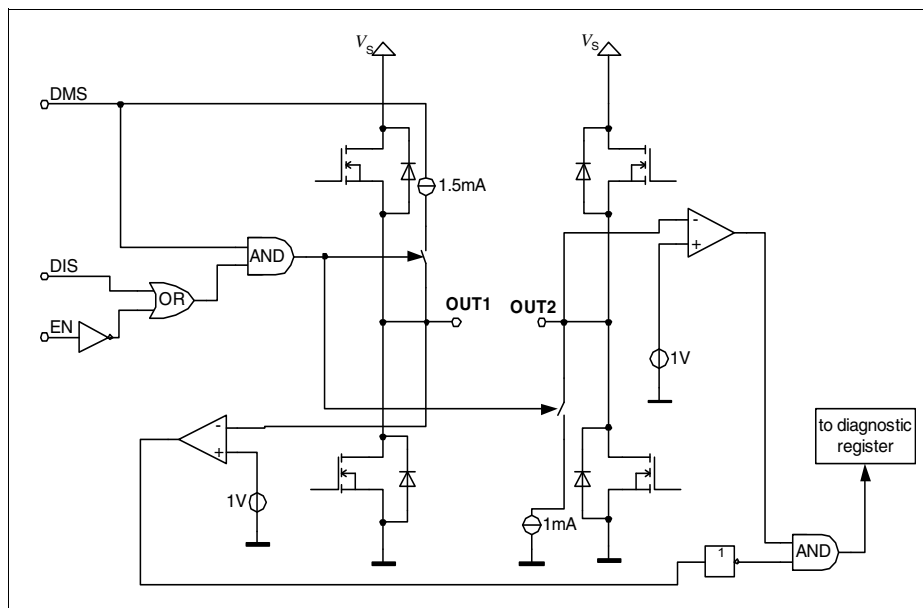 V_S
V_S
DMS
1.5mA
AND
DIS
OR
OUT1
OUT2
EN
-
+
1V
-
+
1V
to diagnostic
register
1mA
1
AND